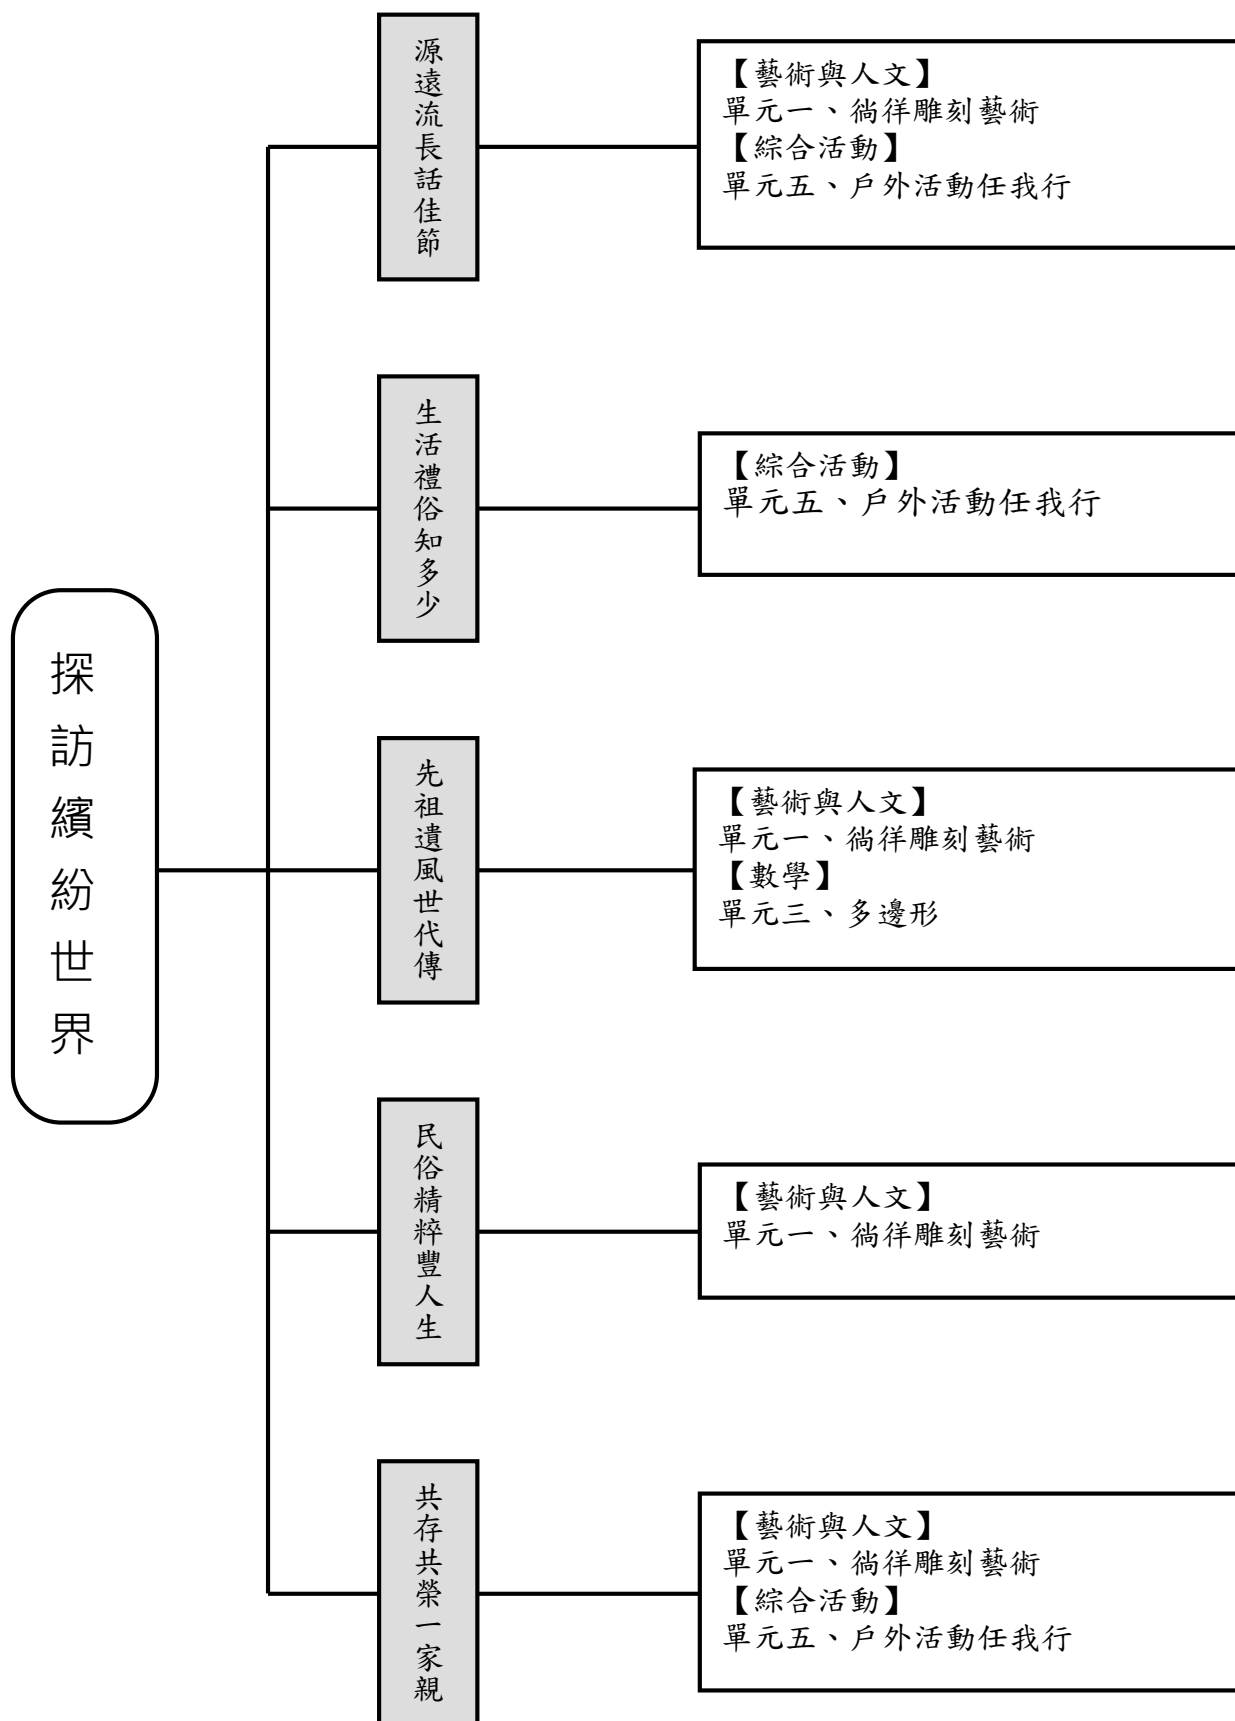 探訪繽紛世界
源遠流長話佳節
【藝術與人文】
單元一、徜徉雕刻藝術
【綜合活動】
單元五、戶外活動任我行
生活禮俗知多少
【綜合活動】
單元五、戶外活動任我行
先祖遺風世代傳
【藝術與人文】
單元一、徜徉雕刻藝術
【數學】
單元三、多邊形
民俗精粹豐人生
【藝術與人文】
單元一、徜徉雕刻藝術
共存共榮一家親
【藝術與人文】
單元一、徜徉雕刻藝術
【綜合活動】
單元五、戶外活動任我行